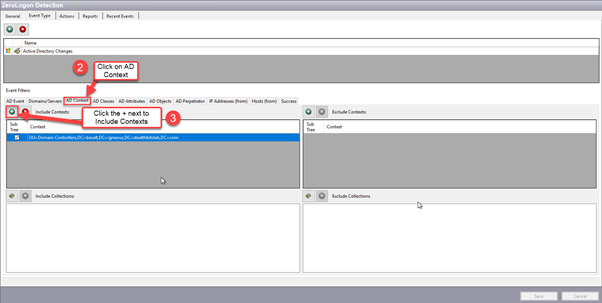 ZeroLogon Detection
General Event Type Actions Reports Recent Events
Name
Active Directory Changes
2 Click on AD
Context
Event Filters:
AD Event Domains/Servers AD Context AD Classes AD Attributes AD Objects AD Perpetrator IP Addresses (from) Hosts (from) Success
Include Contexts:
Exclude Contexts:
Click the + next to
Include Contexts
3
Sub
Tree
Context
Sub
Tree
Context
OU=Domain Controllers,DC=basalt,DC=igneous,DC=stealthbitslab,DC=com
Include Collections:
Exclude Collections
Save Cancel